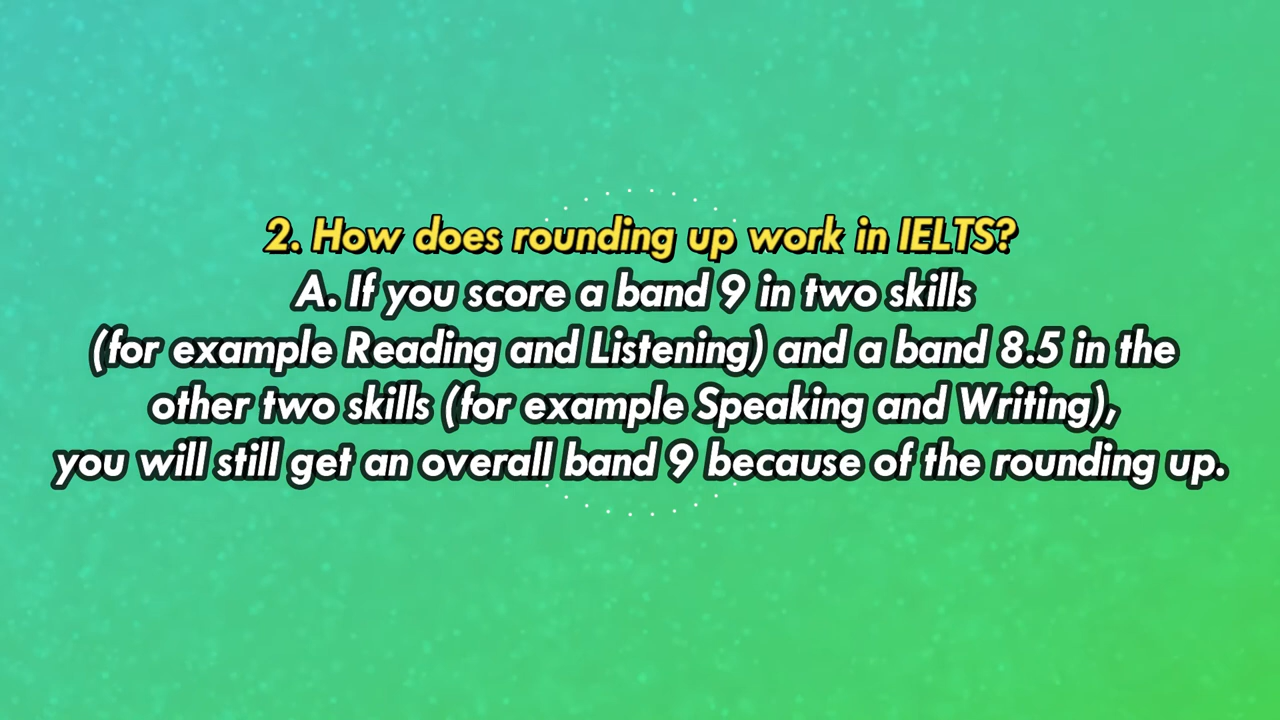 2. How does rounding up work in IELTS?
A. If you score a band 9 in two skills
(for example Reading and Listening) and a band 8.5 in the
other two skills (for example Speaking and Writing),
you will still get an overall band 9 because of the rounding up.